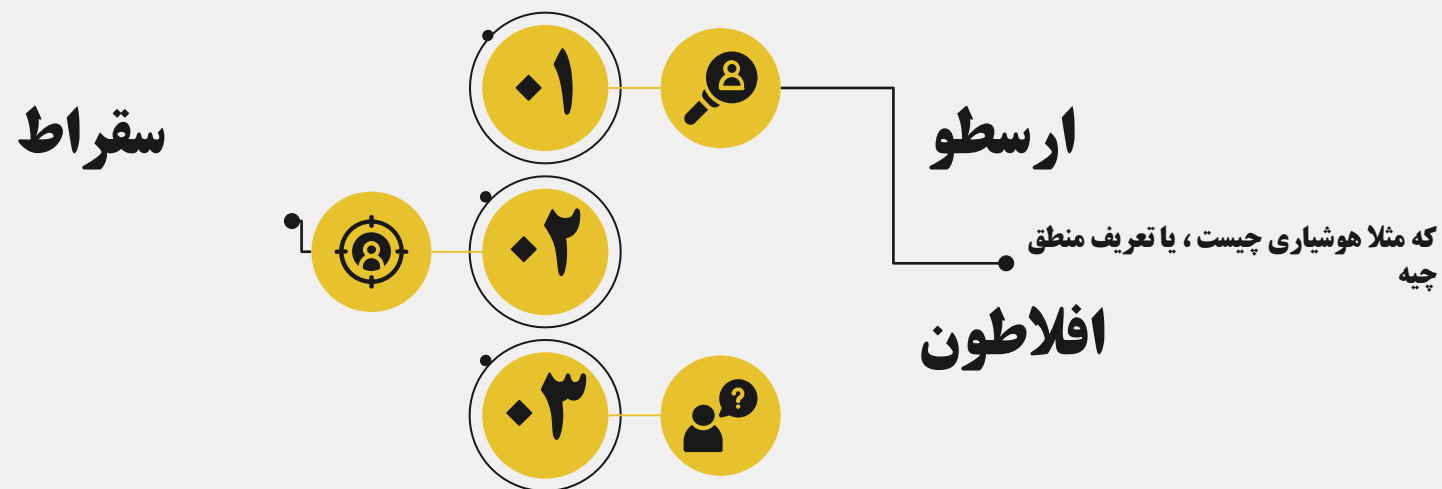 ۰۱
ارسطو
سقراط
۰۲
که مثلا هوشیاری چیست ، یا تعریف منطق
چیه
افلاطون
۰۳
?